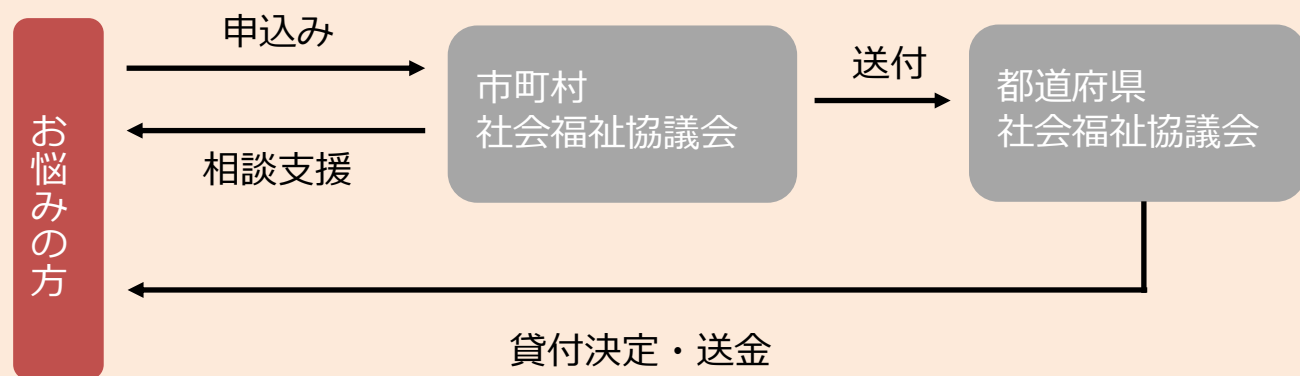 お悩みの方
申込み
相談支援
市町村
社会福祉協議会
送付
都道府県
社会福祉協議会
貸付決定・送金